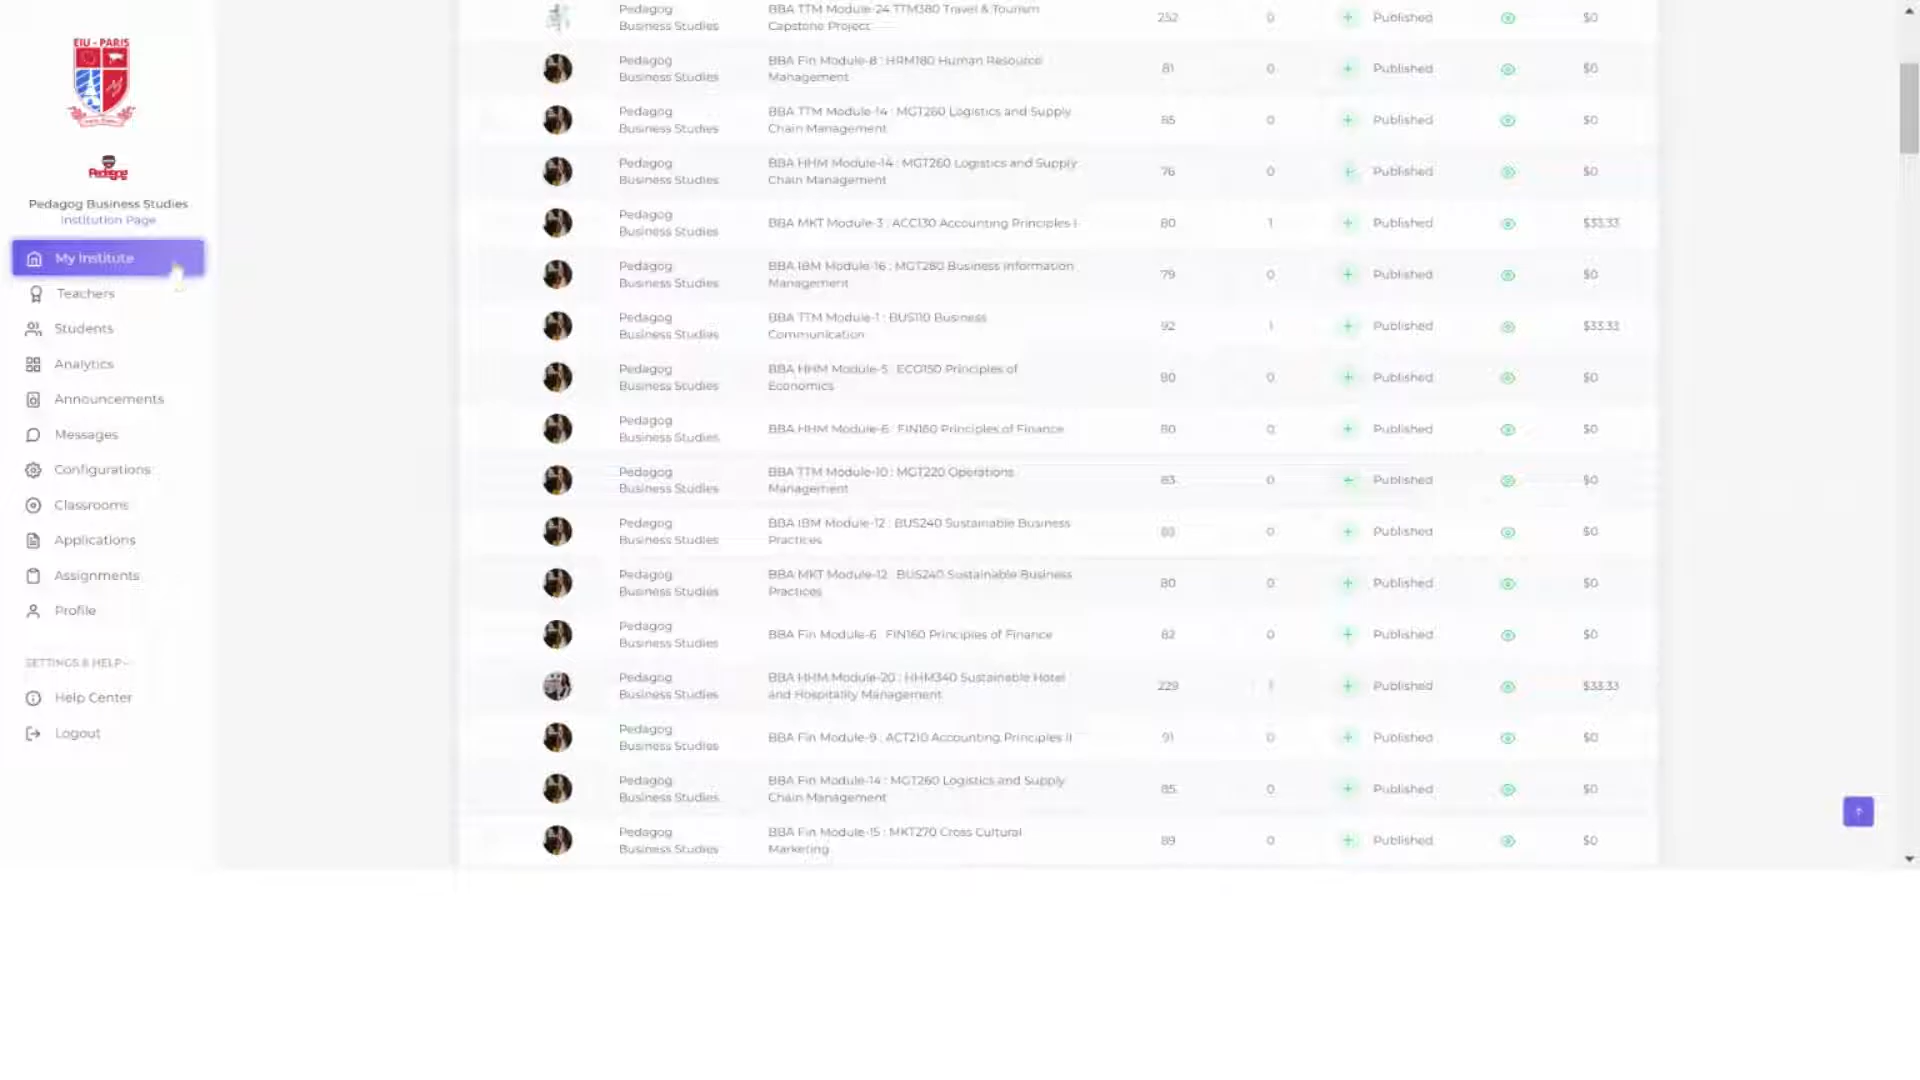 EIU - PARIS
Pedagog
Pedagog Business Studies
Institution Page
My Institute
Teachers
Students
Analytics
Announcements
Messages
Configurations
Classrooms
Applications
Assignments
Profile
SETTINGS & HELP
Help Center
Logout
Pedagog
Business Studies
BBA TTM Module-24 TTM380 Travel & Tourism
Capstone Project
252 0 + Published $0
Pedagog
Business Studies
BBA Fin Module-8 : HRM180 Human Resource
Management
81 0 + Published $0
Pedagog
Business Studies
BBA TTM Module-14 : MGT260 Logistics and Supply
Chain Management
85 0 + Published $0
Pedagog
Business Studies
BBA HHM Module-14 : MGT260 Logistics and Supply
Chain Management
76 0 + Published $0
Pedagog
Business Studies
BBA MKT Module-3 : ACC130 Accounting Principles I
80 1 + Published $33.33
Pedagog
Business Studies
BBA IBM Module-16 : MGT280 Business Information
Management
79 0 + Published $0
Pedagog
Business Studies
BBA TTM Module-1 : BUS110 Business
Communication
92 1 + Published $33.33
Pedagog
Business Studies
BBA HHM Module-5 : ECO150 Principles of
Economics
80 0 + Published $0
Pedagog
Business Studies
BBA HHM Module-6 : FIN160 Principles of Finance
80 0 + Published $0
Pedagog
Business Studies
BBA TTM Module-10 : MGT220 Operations
Management
83 0 + Published $0
Pedagog
Business Studies
BBA IBM Module-12 : BUS240 Sustainable Business
Practices
0 + Published $0
Pedagog
Business Studies
BBA MKT Module-12 : BUS240 Sustainable Business
Practices
80 0 + Published $0
Pedagog
Business Studies
BBA Fin Module-6 : FIN160 Principles of Finance
82 0 + Published $0
Pedagog
Business Studies
BBA HHM Module-20 : HHM340 Sustainable Hotel
and Hospitality Management
229 1 + Published $33.33
Pedagog
Business Studies
BBA Fin Module-9 : ACT210 Accounting Principles II
91 0 + Published $0
Pedagog
Business Studies
BBA Fin Module-14 : MGT260 Logistics and Supply
Chain Management
85 0 + Published $0
Pedagog
Business Studies
BBA Fin Module-15 : MKT270 Cross Cultural
Marketing
89 0 + Published $0